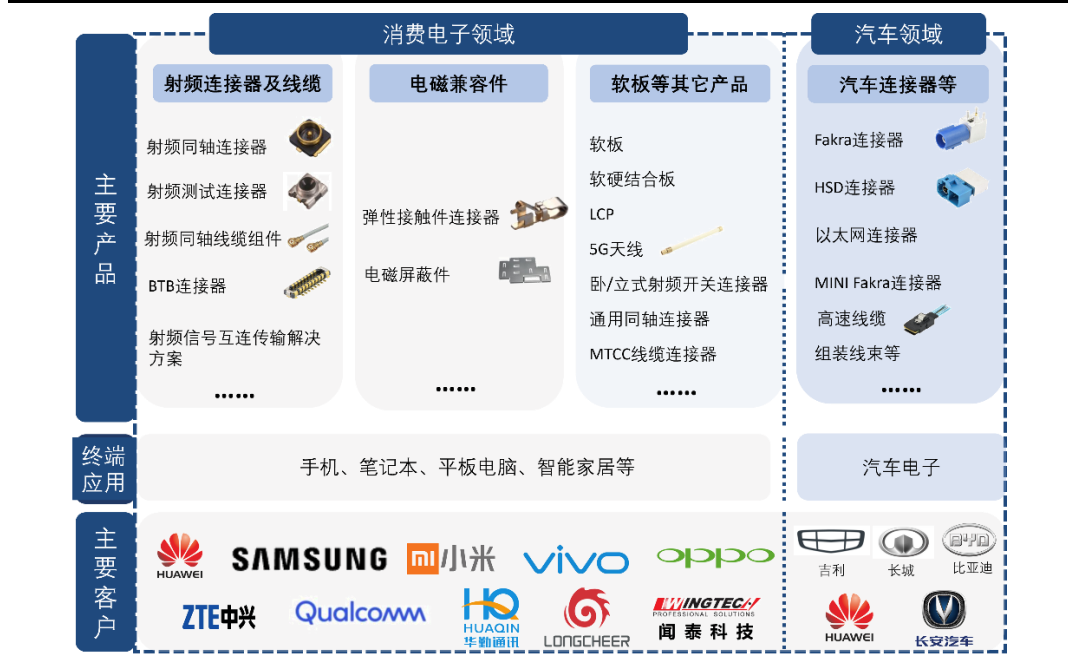 消费电子领域
汽车领域
主要产品
射频连接器及线缆
射频同轴连接器
射频测试连接器
射频同轴线缆组件
BTB连接器
射频信号互连传输解决
方案
……
电磁兼容件
弹性接触件连接器
电磁屏蔽件
……
软板等其它产品
软板
软硬结合板
LCP
5G天线
卧/立式射频开关连接器
通用同轴连接器
MTCC线缆连接器
……
汽车连接器等
Fakra连接器
HSD连接器
以太网连接器
MINI Fakra连接器
高速线缆
组装线束等
……
终端
应用
手机、笔记本、平板电脑、智能家居等
汽车电子
主要客户
HUAWEI
SAMSUNG
mi小米
vivo
oppo
ZTE中兴
Qualcomm
HQ
HUAQIN
华勤通讯
LONGCHEER
WINGTECH
PROFESSIONAL SOLUTIONS
闻泰科技
吉利
长城
BYD
比亚迪
HUAWEI
长安汽车